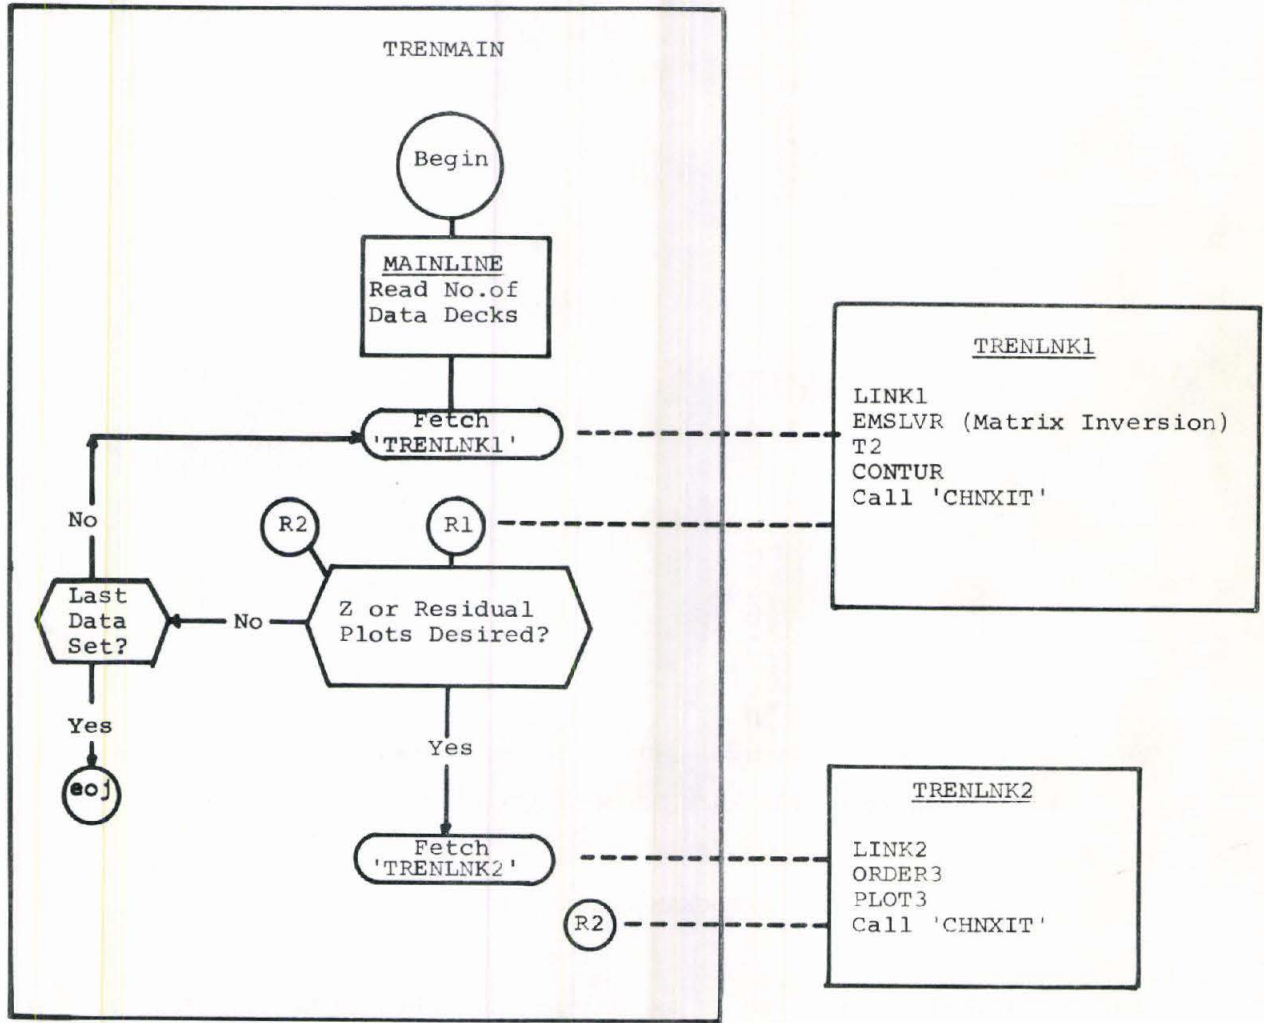 TRENMAIN
Begin
MAINLINE
Read No.of
Data Decks
Fetch
'TRENLNK1'
R2
R1
Z or Residual
Plots Desired?
No
Last
Data
Set?
No
Yes
eoj
Yes
Fetch
'TRENLNK2'
R2
TRENLNK1
LINK1
EMSLVR (Matrix Inversion)
T2
CONTUR
Call 'CHNXIT'
TRENLNK2
LINK2
ORDER3
PLOT3
Call 'CHNXIT'